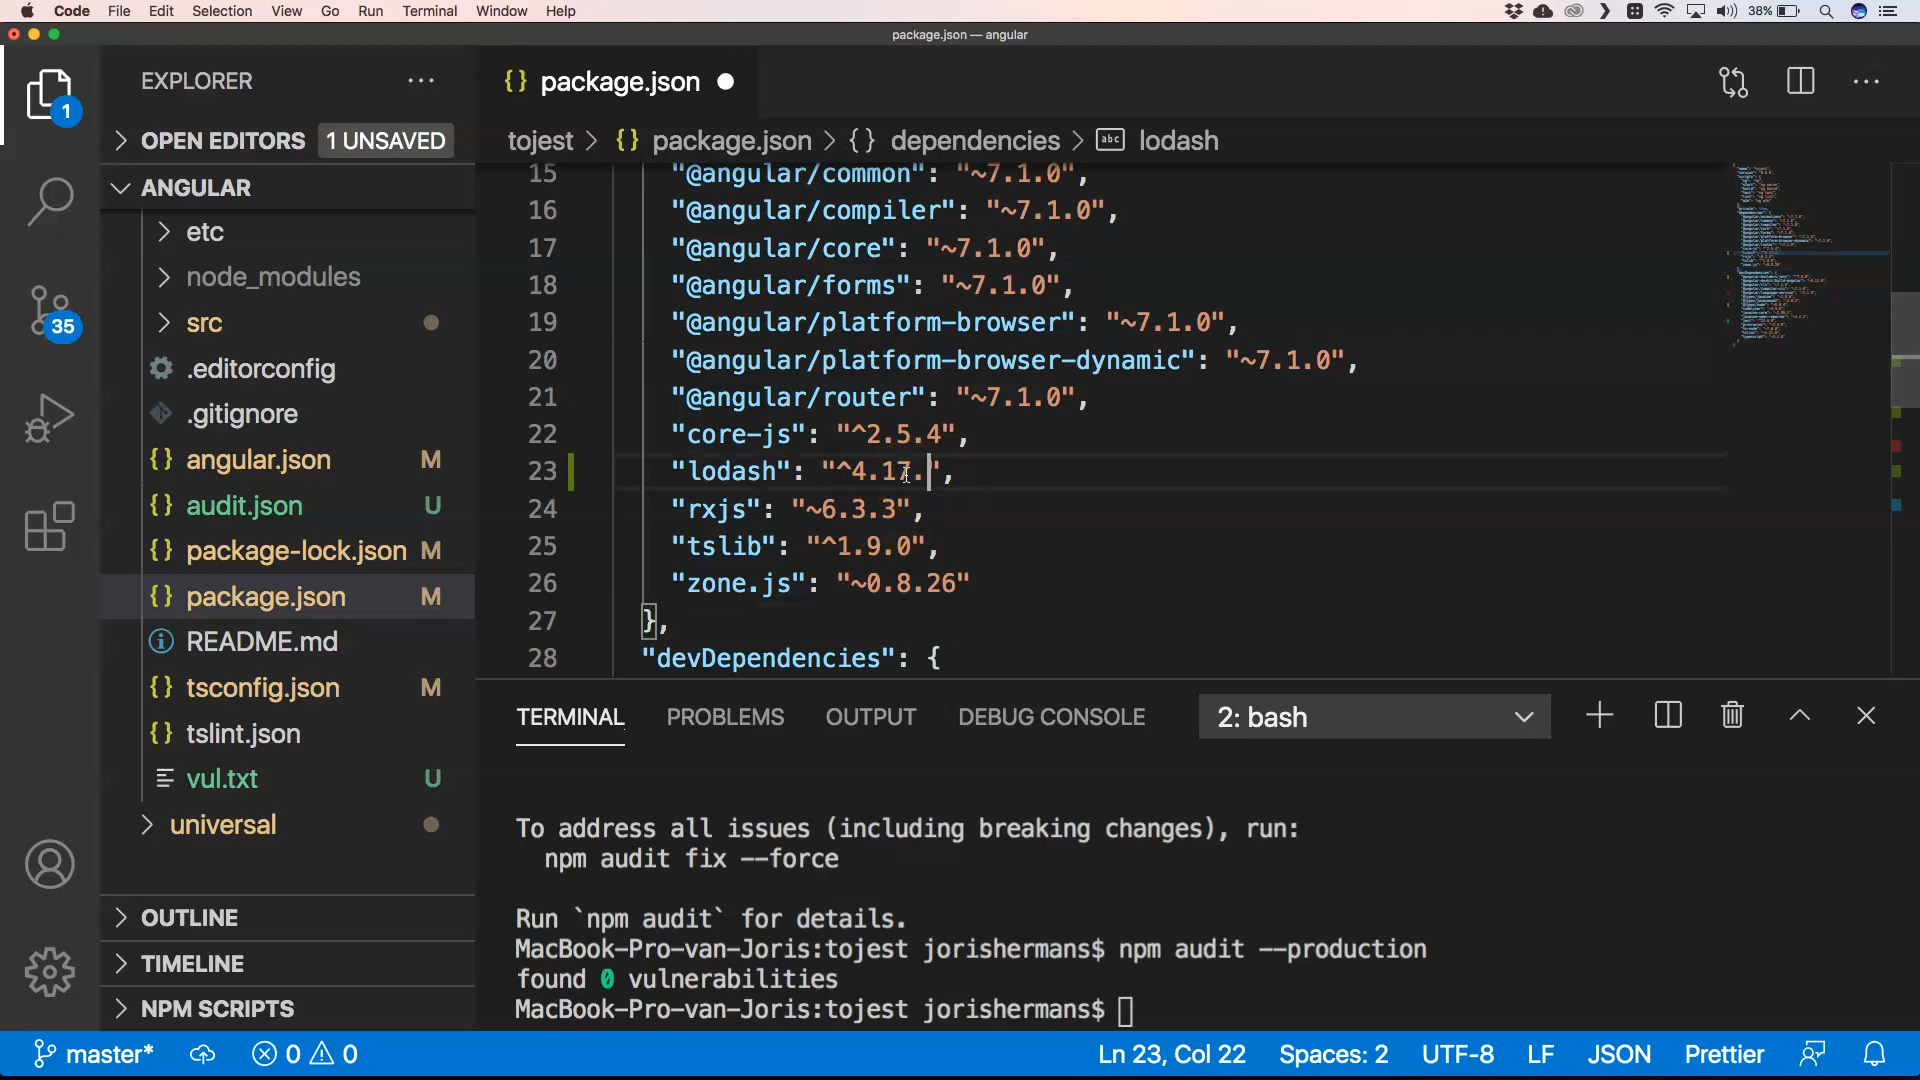 Code File Edit Selection View Go Run Terminal Window Help 38%
package.json — angular
EXPLORER
package.json
OPEN EDITORS 1 UNSAVED
tojest > {} package.json > {} dependencies > abc lodash
ANGULAR
etc
node_modules
src
.editorconfig
.gitignore
{} angular.json M
{} audit.json U
{} package-lock.json M
{} package.json M
README.md
{} tsconfig.json M
{} tslint.json
vul.txt U
universal
OUTLINE
TIMELINE
NPM SCRIPTS
1
35
15 "@angular/common": "~7.1.0",
16 "@angular/compiler": "~7.1.0",
17 "@angular/core": "~7.1.0",
18 "@angular/forms": "~7.1.0",
19 "@angular/platform-browser": "~7.1.0",
20 "@angular/platform-browser-dynamic": "~7.1.0",
21 "@angular/router": "~7.1.0",
22 "core-js": "^2.5.4",
23 "lodash": "^4.17.",
24 "rxjs": "~6.3.3",
25 "tslib": "^1.9.0",
26 "zone.js": "~0.8.26"
27 },
28 "devDependencies": {
TERMINAL PROBLEMS OUTPUT DEBUG CONSOLE 2: bash
To address all issues (including breaking changes), run:
npm audit fix --force
Run `npm audit` for details.
MacBook-Pro-van-Joris:tojest jorishermans$ npm audit --production
found 0 vulnerabilities
MacBook-Pro-van-Joris:tojest jorishermans$
master* 0 0 Ln 23, Col 22 Spaces: 2 UTF-8 LF JSON Prettier